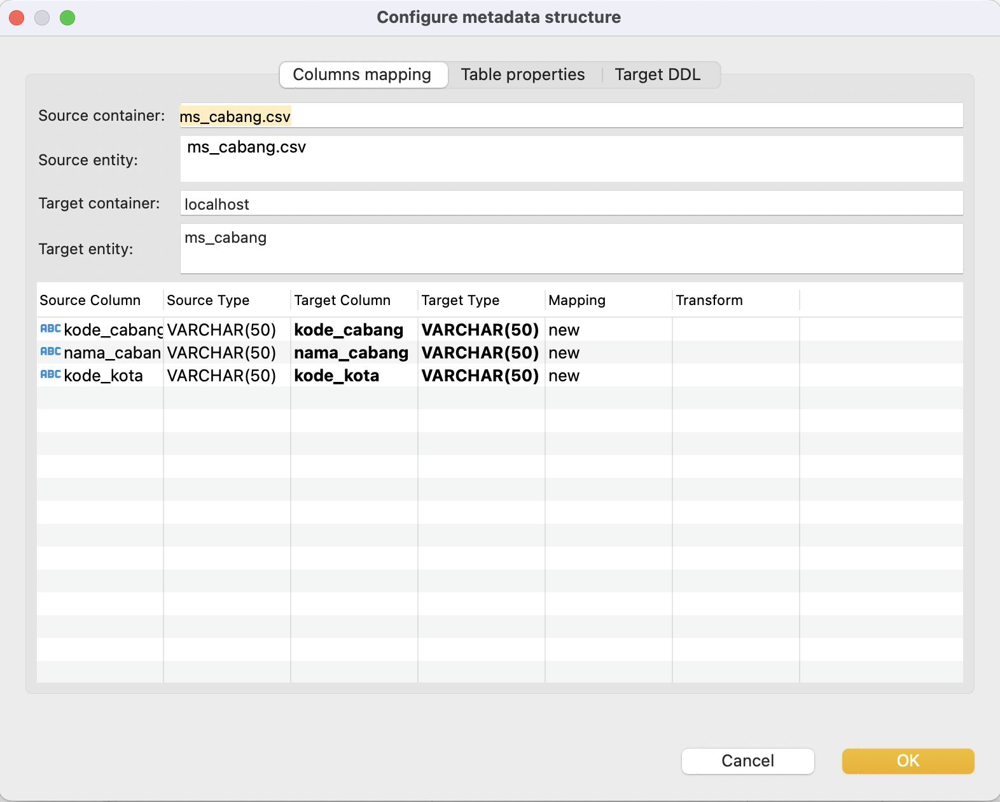 Configure metadata structure
Columns mapping Table properties Target DDL
Source container: ms_cabang.csv
Source entity: ms_cabang.csv
Target container: localhost
Target entity: ms_cabang
Source Column Source Type Target Column Target Type Mapping Transform
ABC kode_cabang VARCHAR(50) kode_cabang VARCHAR(50) new
ABC nama_caban VARCHAR(50) nama_cabang VARCHAR(50) new
ABC kode_kota VARCHAR(50) kode_kota VARCHAR(50) new
Cancel OK